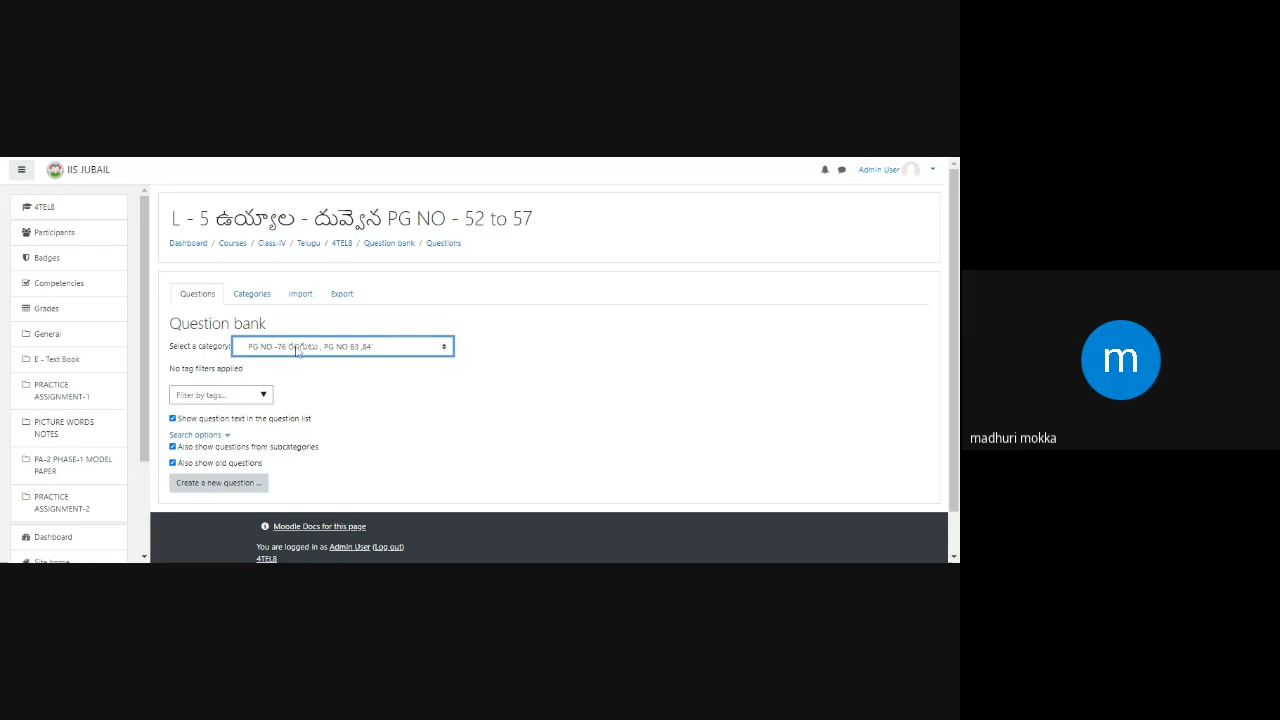 IIS JUBAIL
Admin User
4TEL8
Participants
Badges
Competencies
Grades
General
E - Text Book
PRACTICE
ASSIGNMENT-1
PICTURE WORDS
NOTES
PA-2 PHASE-1 MODEL
PAPER
PRACTICE
ASSIGNMENT-2
Dashboard
Site home
L - 5 ఉయ్యాల - దువ్వెన PG NO - 52 to 57
Dashboard / Courses / Class-IV / Telugu / 4TEL8 / Question bank / Questions
Questions Categories Import Export
Question bank
Select a category: PG NO -76 రంగులు , PG NO 83 ,84
No tag filters applied
Filter by tags... ▼
Show question text in the question list
Search options
Also show questions from subcategories
Also show old questions
Create a new question ...
Moodle Docs for this page
You are logged in as Admin User (Log out)
4TEL8
m
madhuri mokka